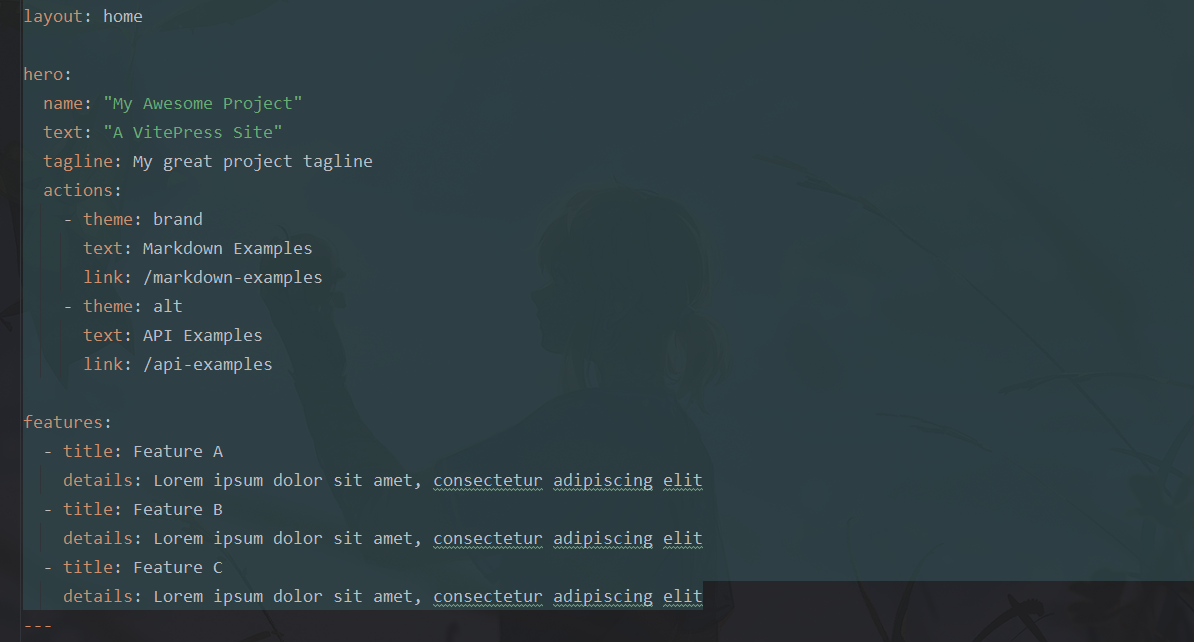 layout: home
hero:
name: "My Awesome Project"
text: "A VitePress Site"
tagline: My great project tagline
actions:
- theme: brand
text: Markdown Examples
link: /markdown-examples
- theme: alt
text: API Examples
link: /api-examples
features:
- title: Feature A
details: Lorem ipsum dolor sit amet, consectetur adipiscing elit
- title: Feature B
details: Lorem ipsum dolor sit amet, consectetur adipiscing elit
- title: Feature C
details: Lorem ipsum dolor sit amet, consectetur adipiscing elit
---